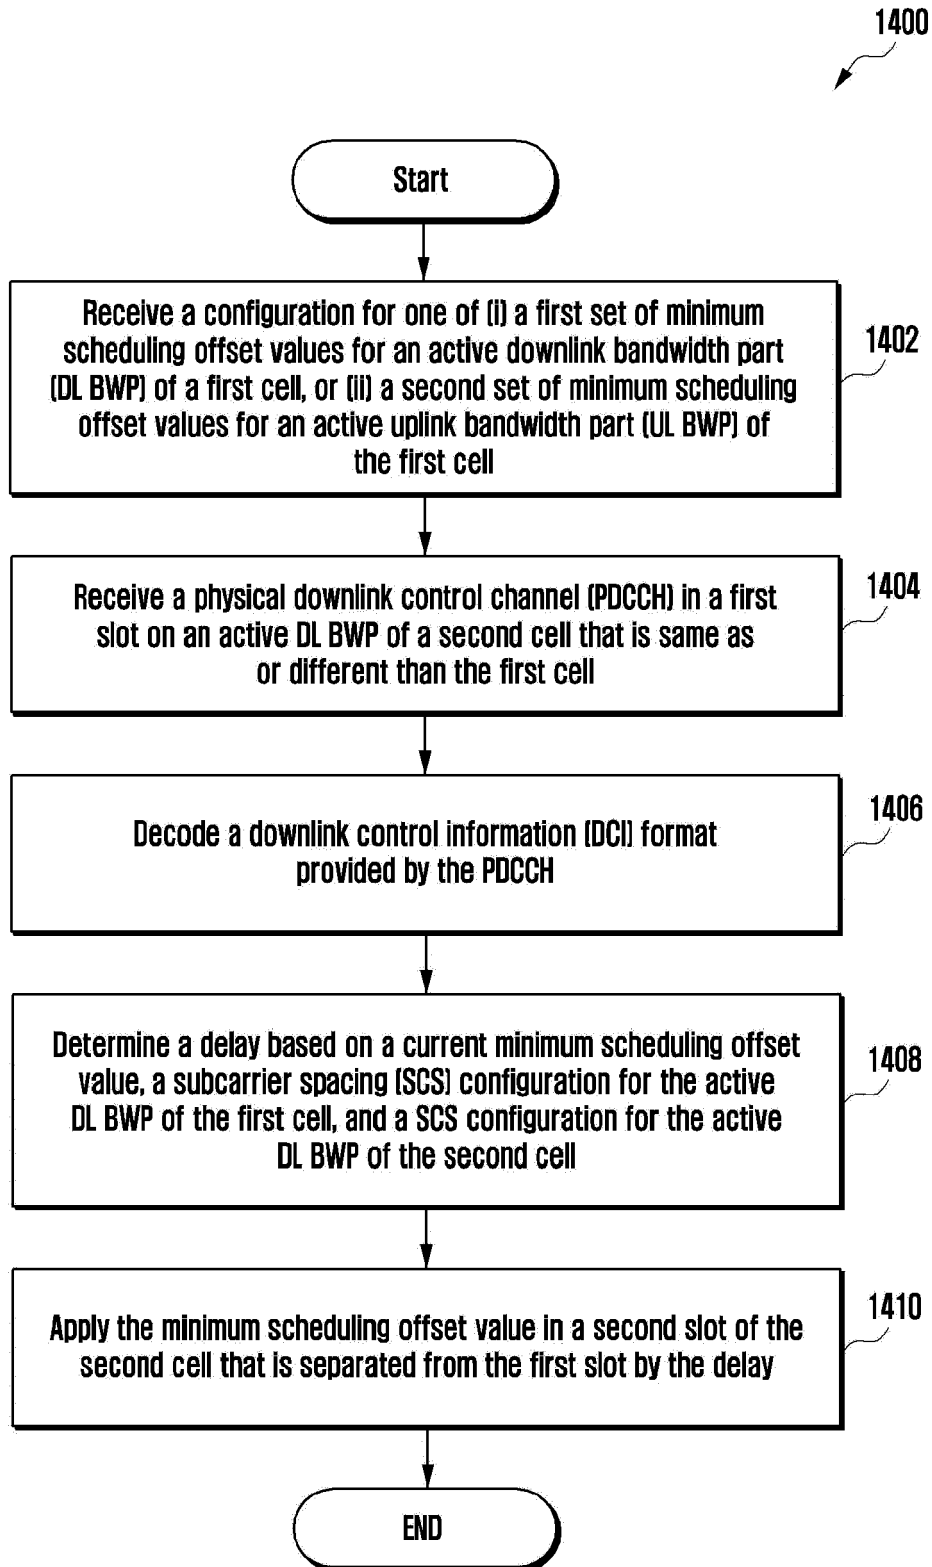 1400
Start
Receive a configuration for one of (i) a first set of minimum
scheduling offset values for an active downlink bandwidth part
(DL BWP) of a first cell, or (ii) a second set of minimum scheduling
offset values for an active uplink bandwidth part (UL BWP) of
the first cell
1402
Receive a physical downlink control channel (PDCCH) in a first
slot on an active DL BWP of a second cell that is same as
or different than the first cell
1404
Decode a downlink control information (DCI) format
provided by the PDCCH
1406
Determine a delay based on a current minimum scheduling offset
value, a subcarrier spacing (SCS) configuration for the active
DL BWP of the first cell, and a SCS configuration for the active
DL BWP of the second cell
1408
Apply the minimum scheduling offset value in a second slot of the
second cell that is separated from the first slot by the delay
1410
END